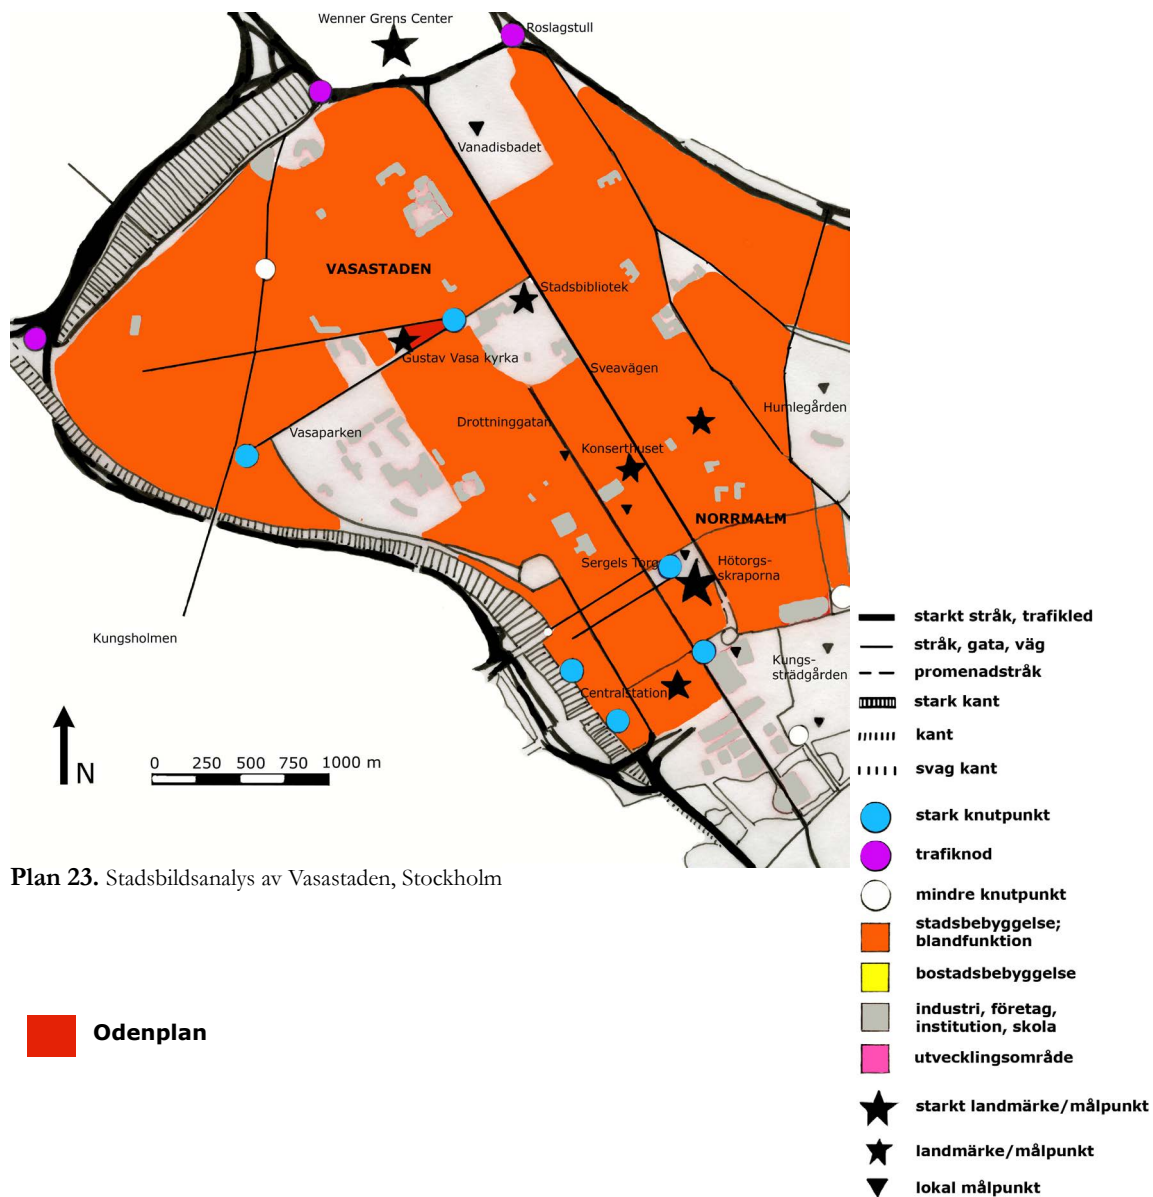 Wenner Grens Center
Roslagstull
Vanadisbadet
VASASTADEN
Stadsbibliotek
Gustav Vasa kyrka
Sveavägen
Humlegården
Drottninggatan
Vasaparken
Konserthuset
NORRMALM
Sergels Torg
Hötorgs-
skraporna
Kungsholmen
Kungs-
strädgården
Centralstation
N
0 250 500 750 1000 m
starkt stråk, trafikled
stråk, gata, väg
promenadstråk
stark kant
kant
svag kant
stark knutpunkt
trafiknod
mindre knutpunkt
stadsbebyggelse;
blandfunktion
bostadsbebyggelse
industri, företag,
institution, skola
utvecklingsområde
starkt landmärke/målpunkt
landmärke/målpunkt
lokal målpunkt
Plan 23. Stadsbildsanalys av Vasastaden, Stockholm
Odenplan